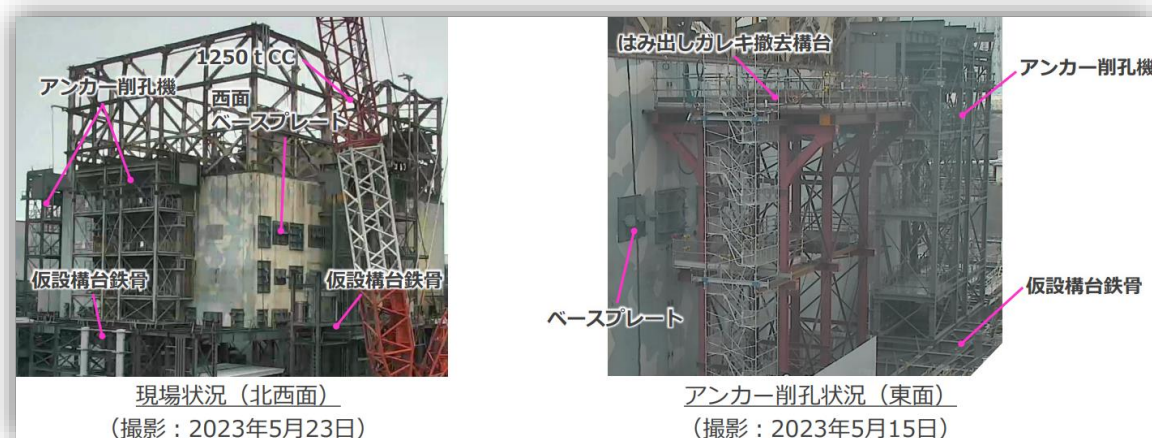 1250ｔCC
アンカー削孔機
西面
ベースプレート
仮設構台鉄骨
仮設構台鉄骨
現場状況（北西面）
（撮影：2023年5月23日）
はみ出しガレキ撤去構台
アンカー削孔機
ベースプレート
仮設構台鉄骨
アンカー削孔状況（東面）
（撮影：2023年5月15日）